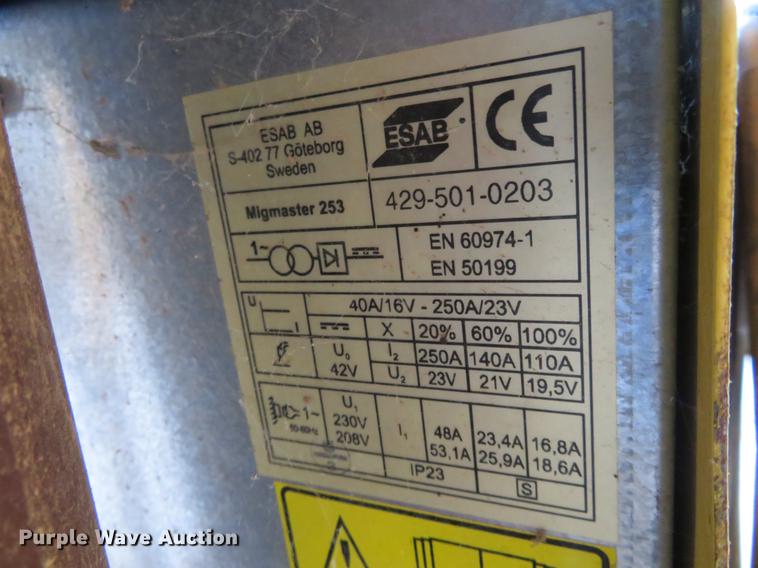 ESAB AB
S-402 77 Göteborg
Sweden
ESAB
CE
Migmaster 253
429-501-0203
1~
EN 60974-1
EN 50199
U
I
40A/16V - 250A/23V
X 20% 60% 100%
U0
42V
I2 250A 140A 110A
U2 23V 21V 19,5V
1~
50-60Hz
U1
230V
208V
I1
48A 23,4A 16,8A
53,1A 25,9A 18,6A
IP23
S
Purple Wave Auction